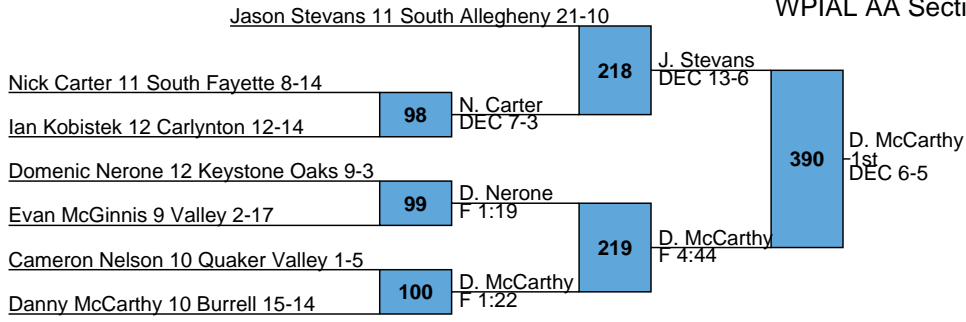 WPIAL AA Secti
Jason Stevans 11 South Allegheny 21-10
218
J. Stevans
DEC 13-6
Nick Carter 11 South Fayette 8-14
98
N. Carter
DEC 7-3
Ian Kobistek 12 Carlynton 12-14
390
D. McCarthy
1st
DEC 6-5
Domenic Nerone 12 Keystone Oaks 9-3
99
D. Nerone
F 1:19
Evan McGinnis 9 Valley 2-17
219
D. McCarthy
F 4:44
Cameron Nelson 10 Quaker Valley 1-5
100
D. McCarthy
F 1:22
Danny McCarthy 10 Burrell 15-14